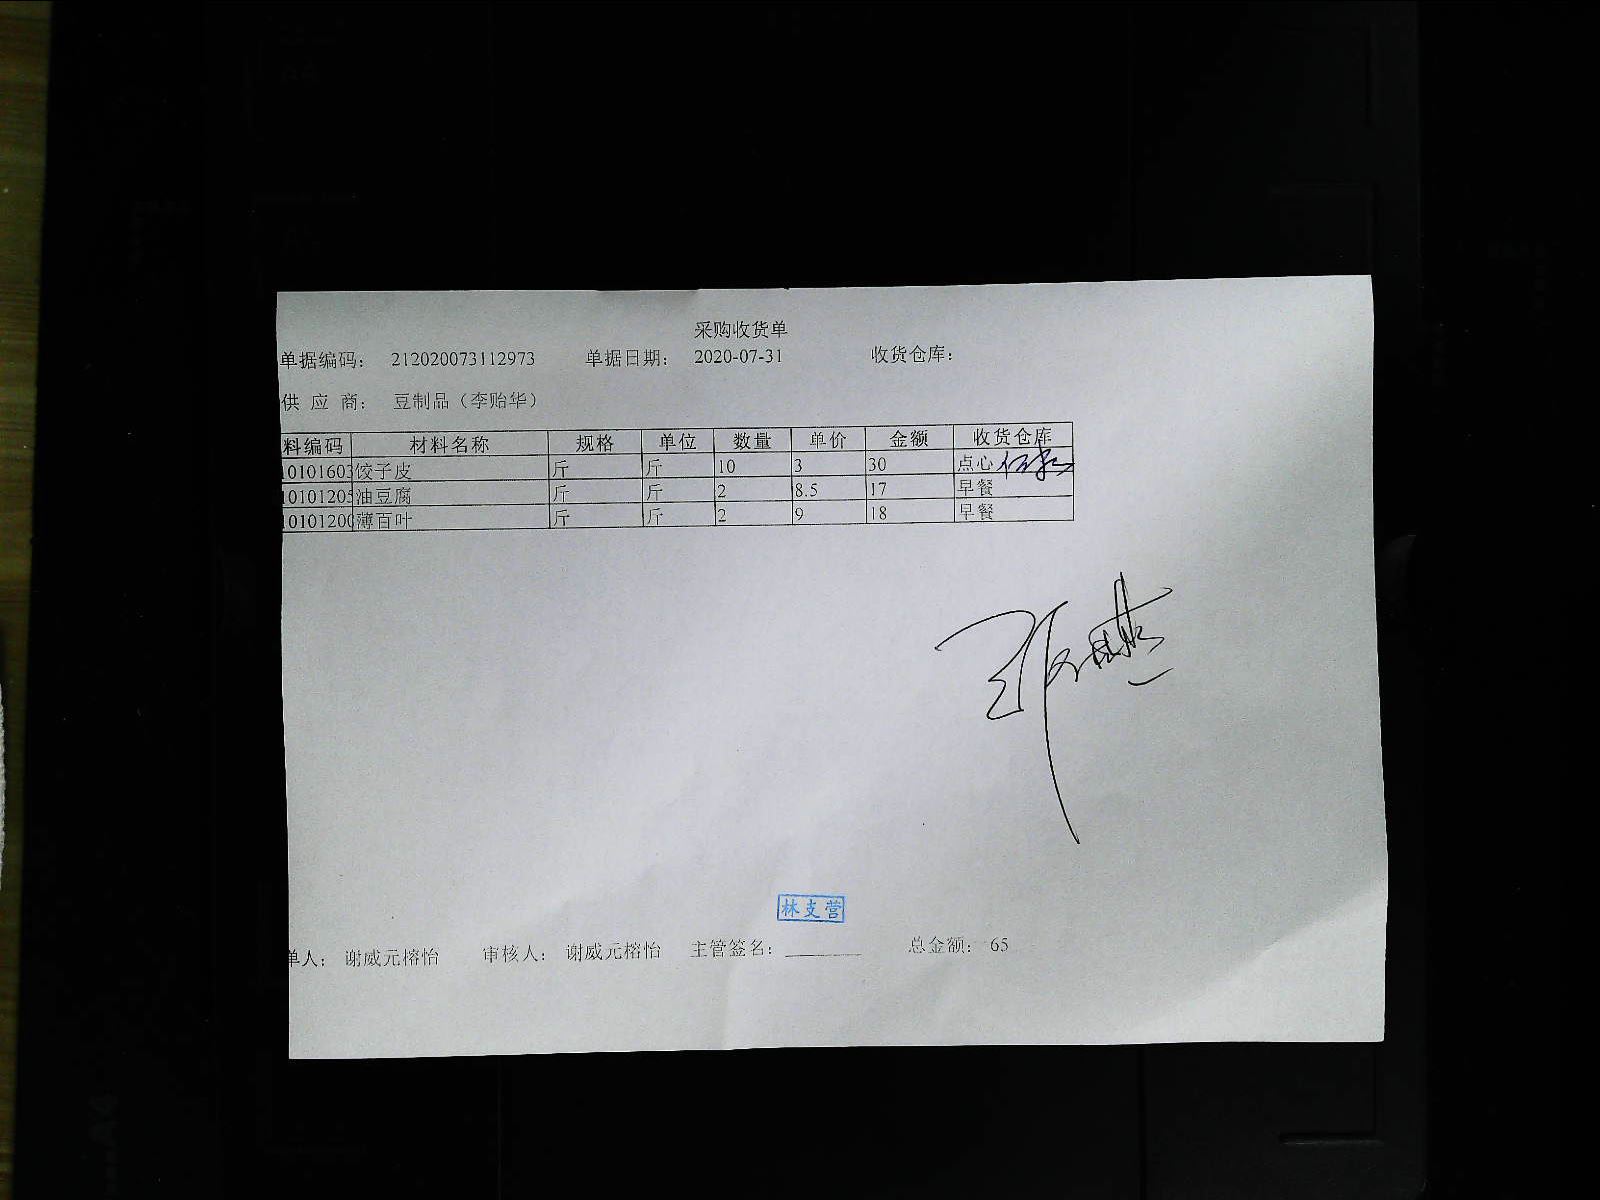 采购收货单
单据编码： 212020073112973 单据日期： 2020-07-31 收货仓库：
供 应 商： 豆制品（李贻华）
料编码 材料名称 规格 单位 数量 单价 金额 收货仓库
10101603 饺子皮 斤 斤 10 3 30 点心
10101205 油豆腐 斤 斤 2 8.5 17 早餐
10101200 薄百叶 斤 斤 2 9 18 早餐
林支营
单人： 谢威元榕怡 审核人： 谢威元榕怡 主管签名： 总金额： 65